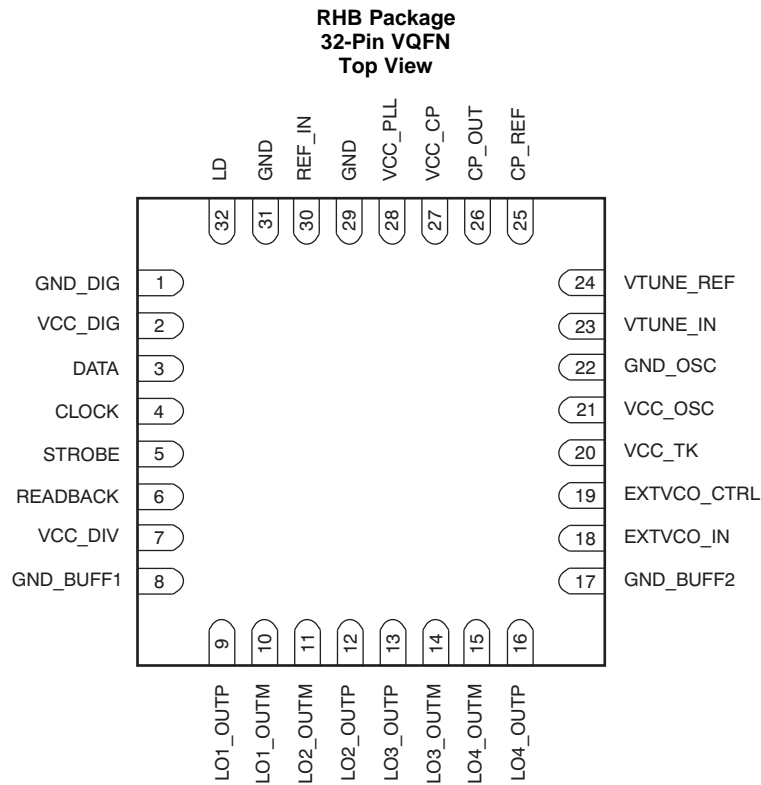 RHB Package
32-Pin VQFN
Top View
LD
GND
REF_IN
GND
VCC_PLL
VCC_CP
CP_OUT
CP_REF
32
31
30
29
28
27
26
25
GND_DIG 1
VCC_DIG 2
DATA 3
CLOCK 4
STROBE 5
READBACK 6
VCC_DIV 7
GND_BUFF1 8
24 VTUNE_REF
23 VTUNE_IN
22 GND_OSC
21 VCC_OSC
20 VCC_TK
19 EXTVCO_CTRL
18 EXTVCO_IN
17 GND_BUFF2
9
10
11
12
13
14
15
16
LO1_OUTP
LO1_OUTM
LO2_OUTM
LO2_OUTP
LO3_OUTP
LO3_OUTM
LO4_OUTM
LO4_OUTP